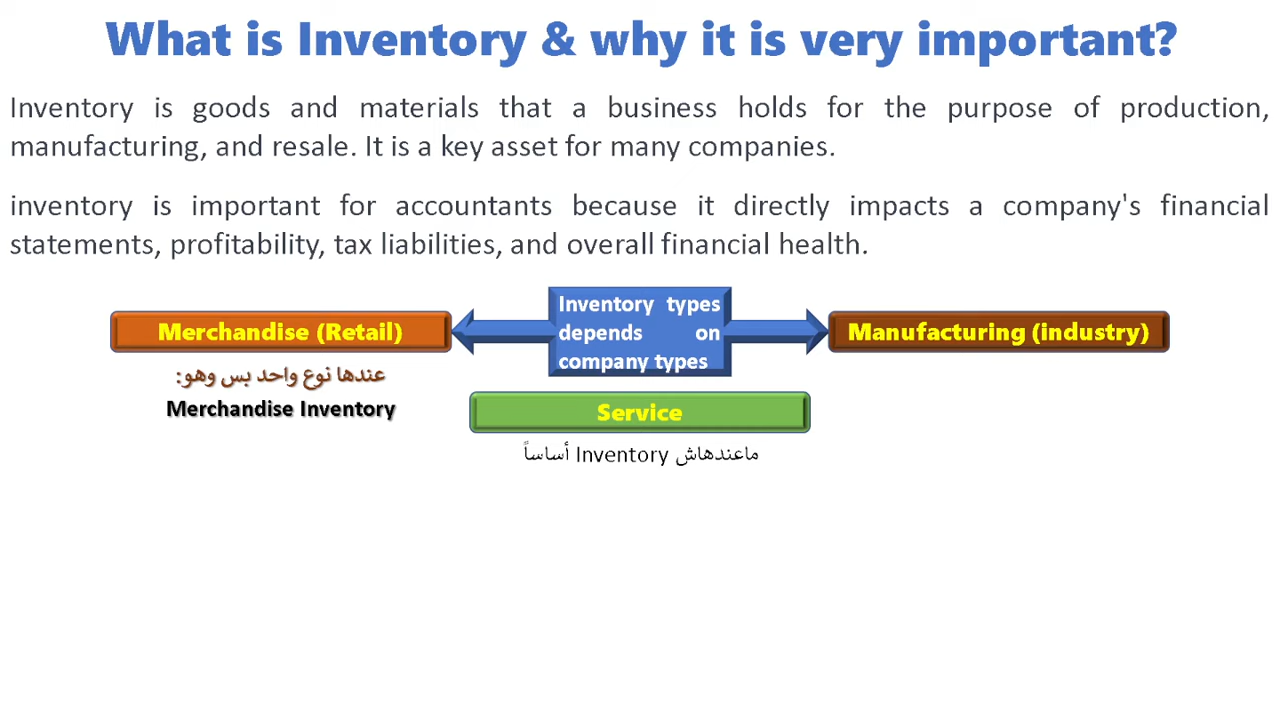 What is Inventory & why it is very important?
Inventory is goods and materials that a business holds for the purpose of production,
manufacturing, and resale. It is a key asset for many companies.
inventory is important for accountants because it directly impacts a company's financial
statements, profitability, tax liabilities, and overall financial health.
Inventory types
depends on
company types
Merchandise (Retail)
عندها نوع واحد بس وهو:
Merchandise Inventory
Service
ماعندهاش Inventory أساساً
Manufacturing (industry)